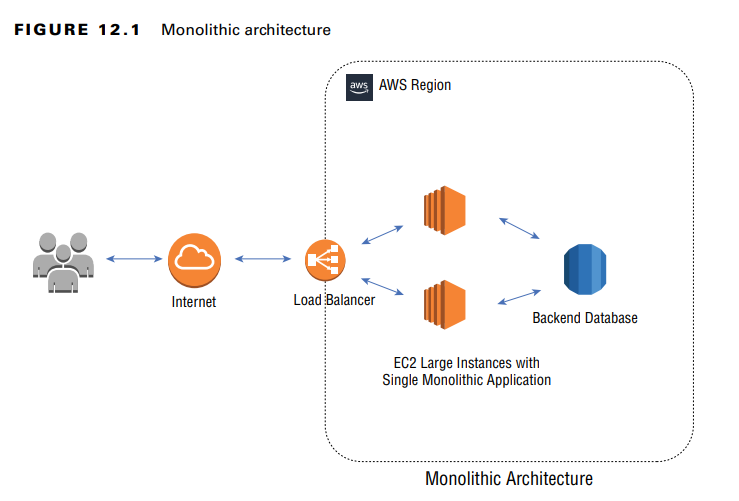 FIGURE 12.1 Monolithic architecture
aws
AWS Region
Internet
Load Balancer
Backend Database
EC2 Large Instances with
Single Monolithic Application
Monolithic Architecture